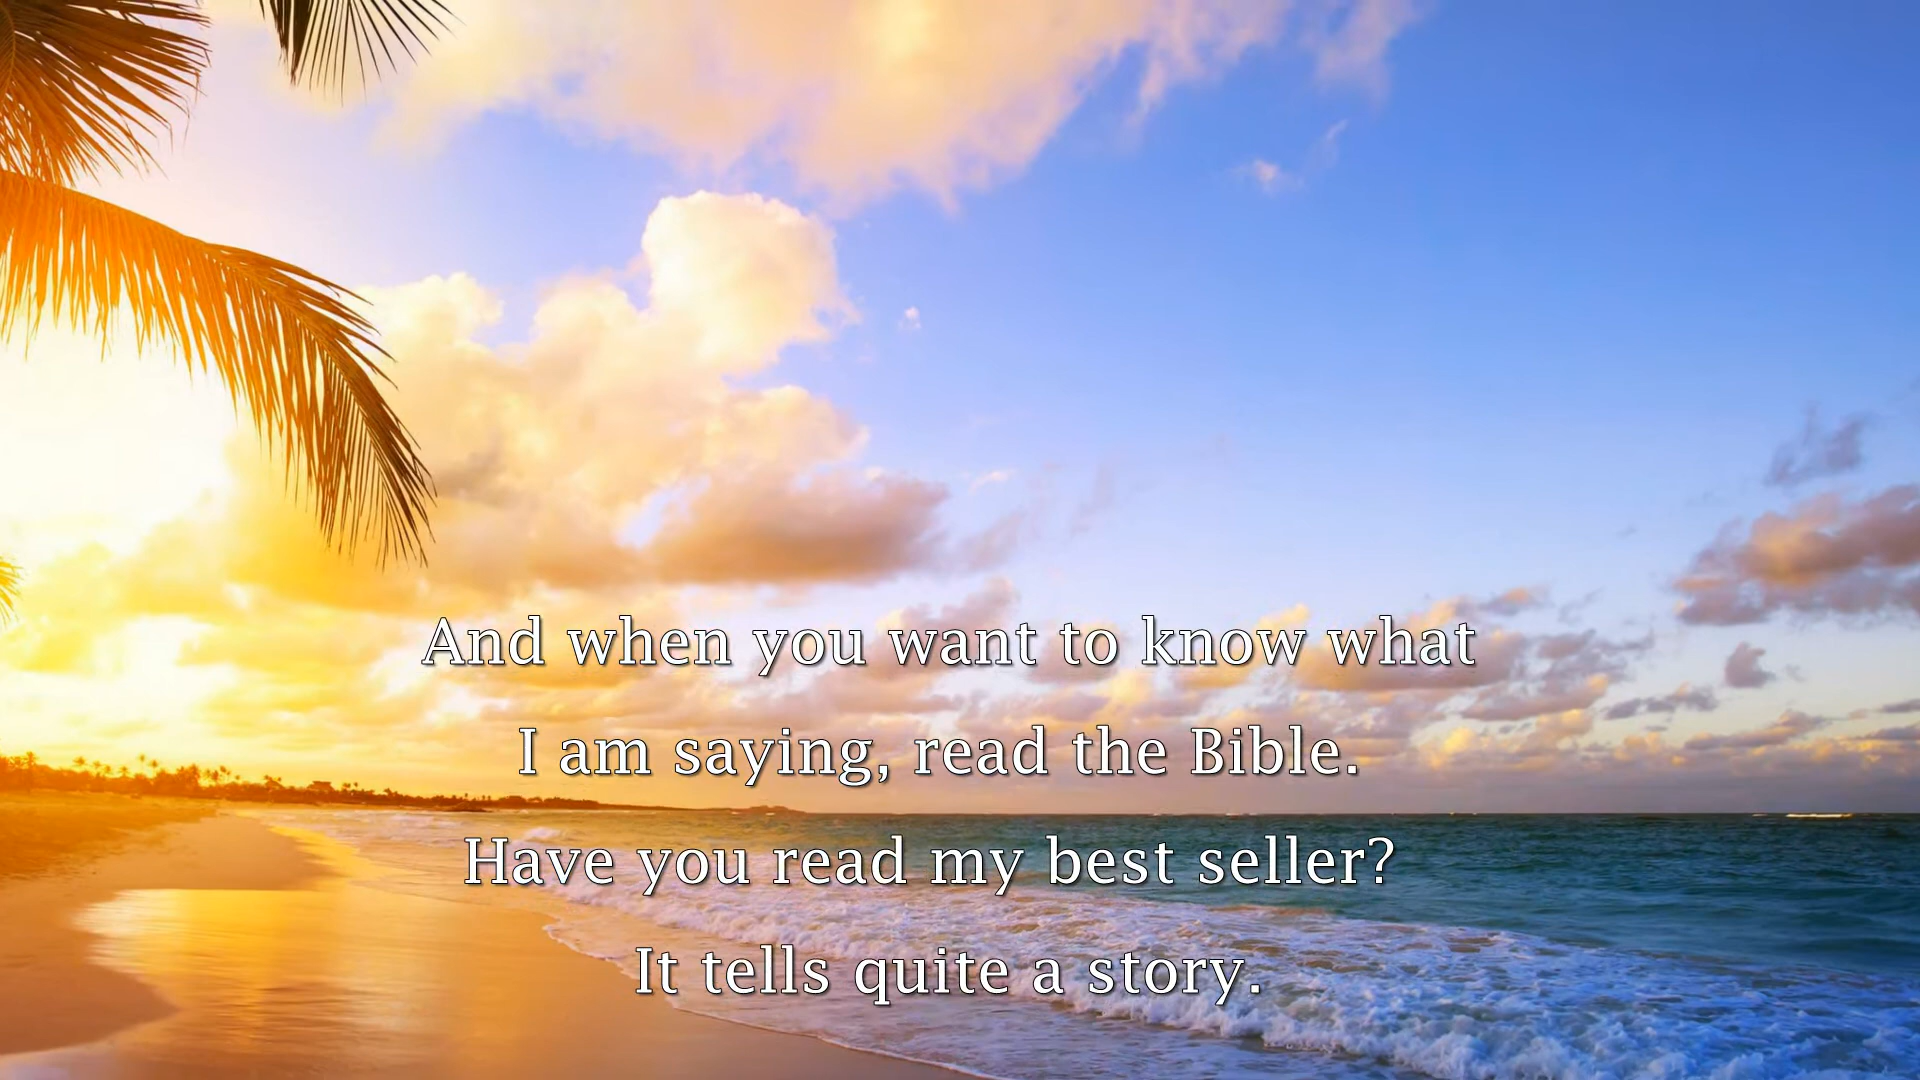 And when you want to know what
I am saying, read the Bible.
Have you read my best seller?
It tells quite a story.